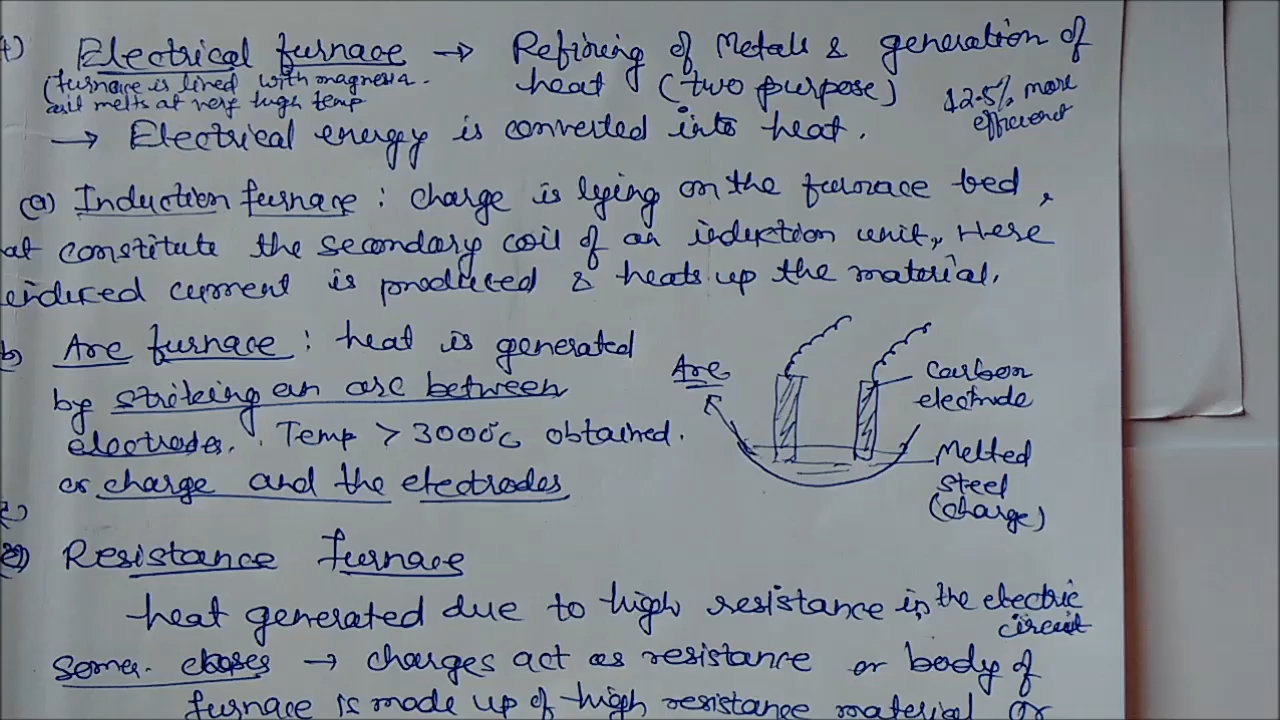 Electrical furnace → Refining of Metals & generation of
(furnace is lined with magnesia. heat (two purpose)
melts at very high temp
12.5% more
efficient
→ Electrical energy is converted into heat.
(a) Induction furnace : charge is lying on the furnace bed,
at constitute the secondary coil of an induction unit, Here
induced current is produced & heats up the material.
b) Arc furnace : heat is generated
by striking an arc between
electrodes. Temp > 3000°C obtained.
or charge and the electrodes
Arc
Carbon
electrode
Melted
Steel
(charge)
Resistance furnace
heat generated due to high resistance in the electric
circuit
some cases → charges act as resistance or body of
furnace is made up of high resistance material or